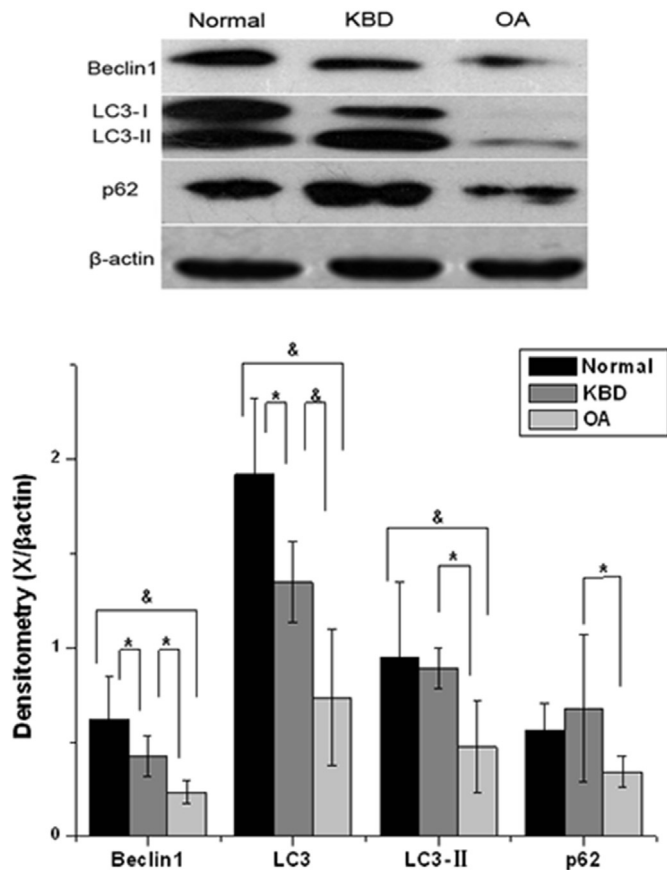 Normal KBD OA
Beclin1
LC3-I
LC3-II
p62
β-actin
Densitometry (X/βactin)
2
1
0
Normal
KBD
OA
&
* &
&
*
*
&
* *
Beclin1 LC3 LC3-II p62